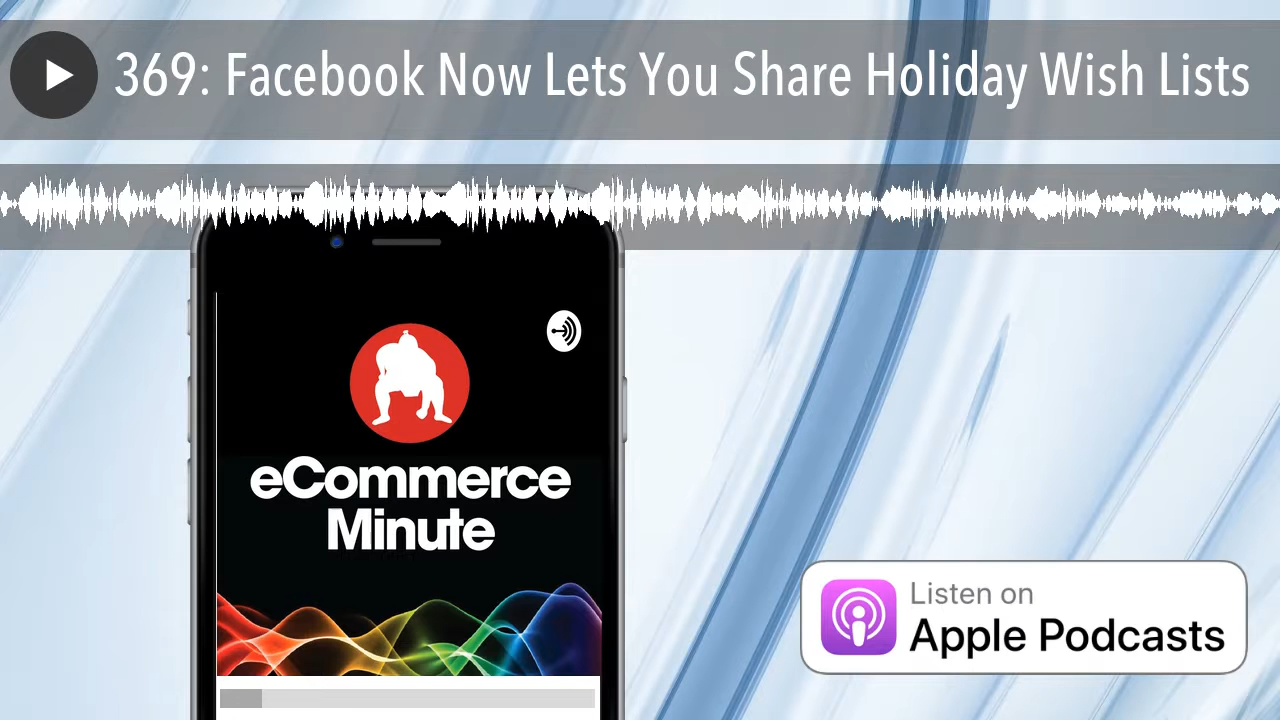 369: Facebook Now Lets You Share Holiday Wish Lists
eCommerce
Minute
Listen on
Apple Podcasts